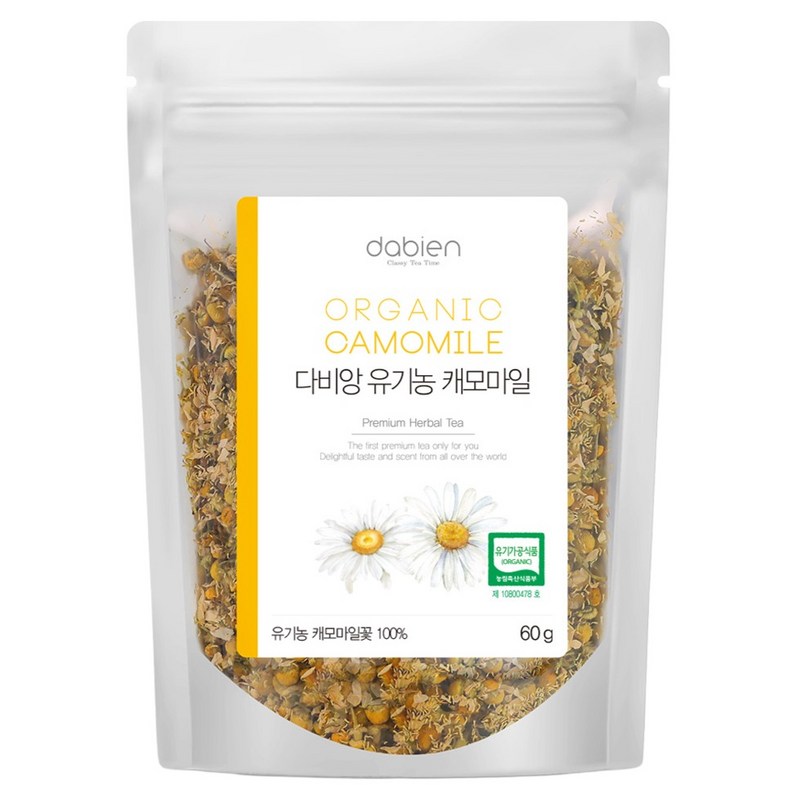 dabien
Classy Tea Time
ORGANIC
CAMOMILE
다비앙 유기농 캐모마일
Premium Herbal Tea
The first premium tea only for you
Delightful taste and scent from all over the world
유기가공식품
(ORGANIC)
농림축산식품부
제 10800478 호
유기농 캐모마일꽃 100%
60g